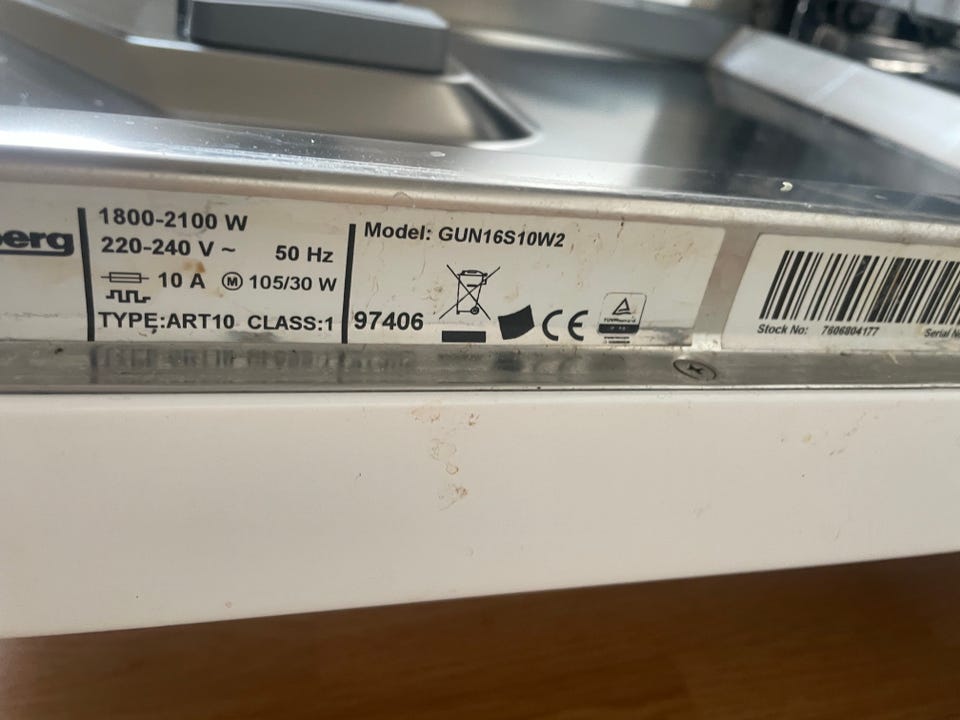 berg
1800-2100 W
220-240 V ~ 50 Hz
10 A M 105/30 W
TYPE:ART10 CLASS:1
Model: GUN16S10W2
97406
CE
Stock No: 7606804177 Serial N